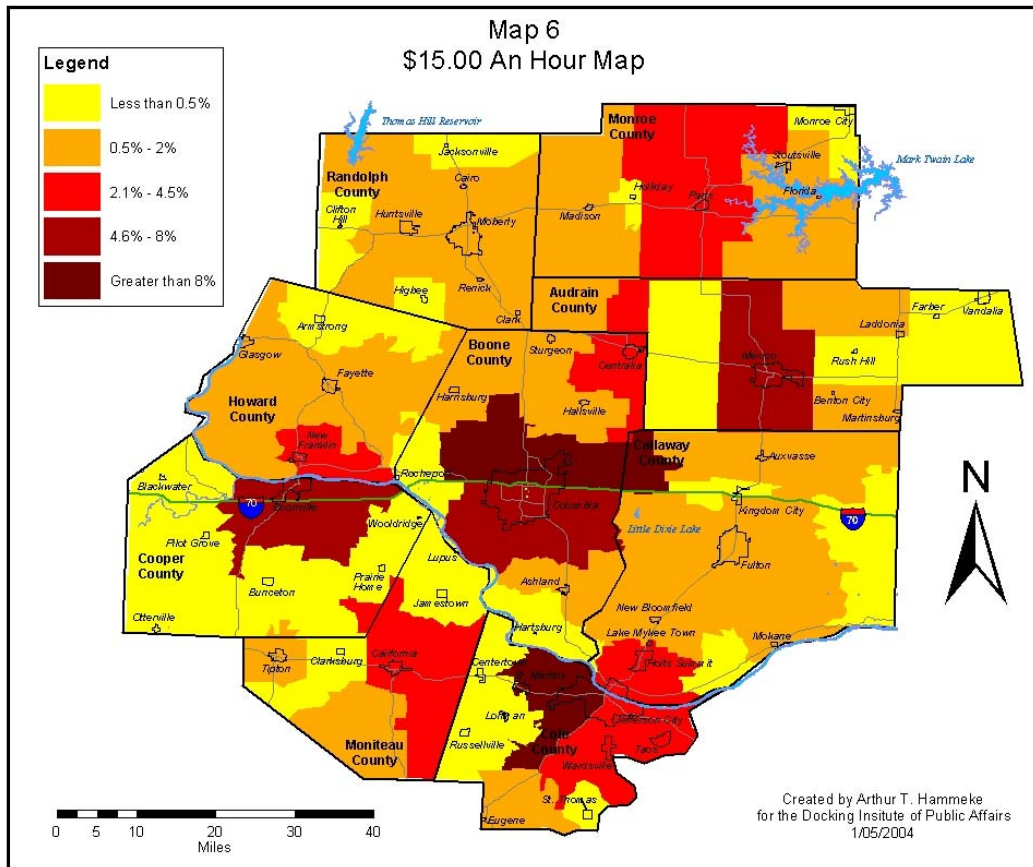 Map 6
$15.00 An Hour Map
Legend
Less than 0.5%
0.5% - 2%
2.1% - 4.5%
4.6% - 8%
Greater than 8%
Thomas Hill Reservoir
Monroe County
Monroe City
Jacksonville
Stoutsville
Mark Twain Lake
Randolph County
Cairo
Holliday
Paris
Florida
Clifton Hill
Huntsville
Moberly
Madison
Higbee
Renick
Audrain County
Clark
Armstrong
Farber
Vandalia
Laddonia
Glasgow
Boone County
Sturgeon
Centralia
Mexico
Rush Hill
Fayette
Harrisburg
Hallsville
Benton City
Martinsburg
Howard County
New Franklin
Callaway County
Auxvasse
Rocheport
Blackwater
70
Boonville
Columbia
Kingdom City
N
Wooldridge
Little Dixie Lake
70
Pilot Grove
Cooper County
Lupus
Fulton
Prairie Home
Bunceton
Ashland
Jamestown
New Bloomfield
Otterville
Hartsburg
Lake Mykee Town
Mokane
Tipton
Clarksburg
California
Centertown
Holts Summit
St. Martins
Lohman
Jefferson City
Cole County
Taos
Moniteau County
Russellville
Wardsville
St. Thomas
Eugene
0 5 10 20 30 40
Miles
Created by Arthur T. Hammeke
for the Docking Insitute of Public Affairs
1/05/2004